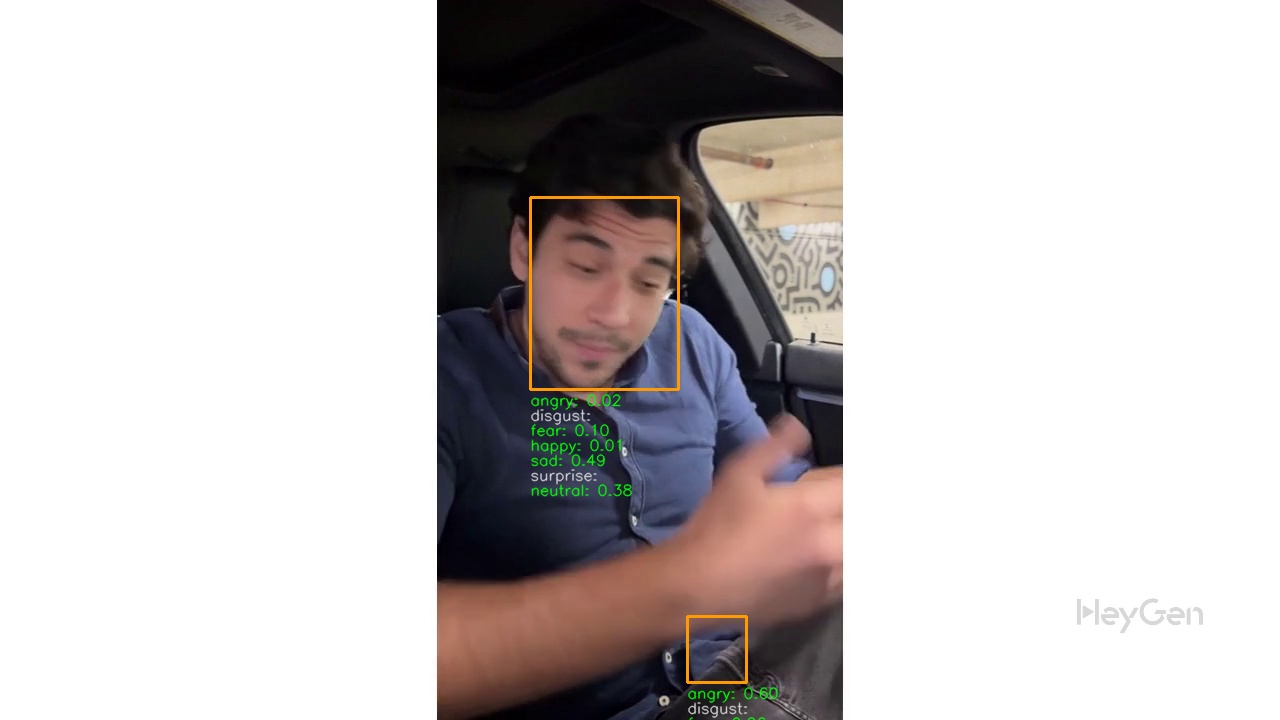 angry: 0.02
disgust:
fear: 0.10
happy: 0.01
sad: 0.49
surprise:
neutral: 0.38
HeyGen
angry: 0.60
disgust: